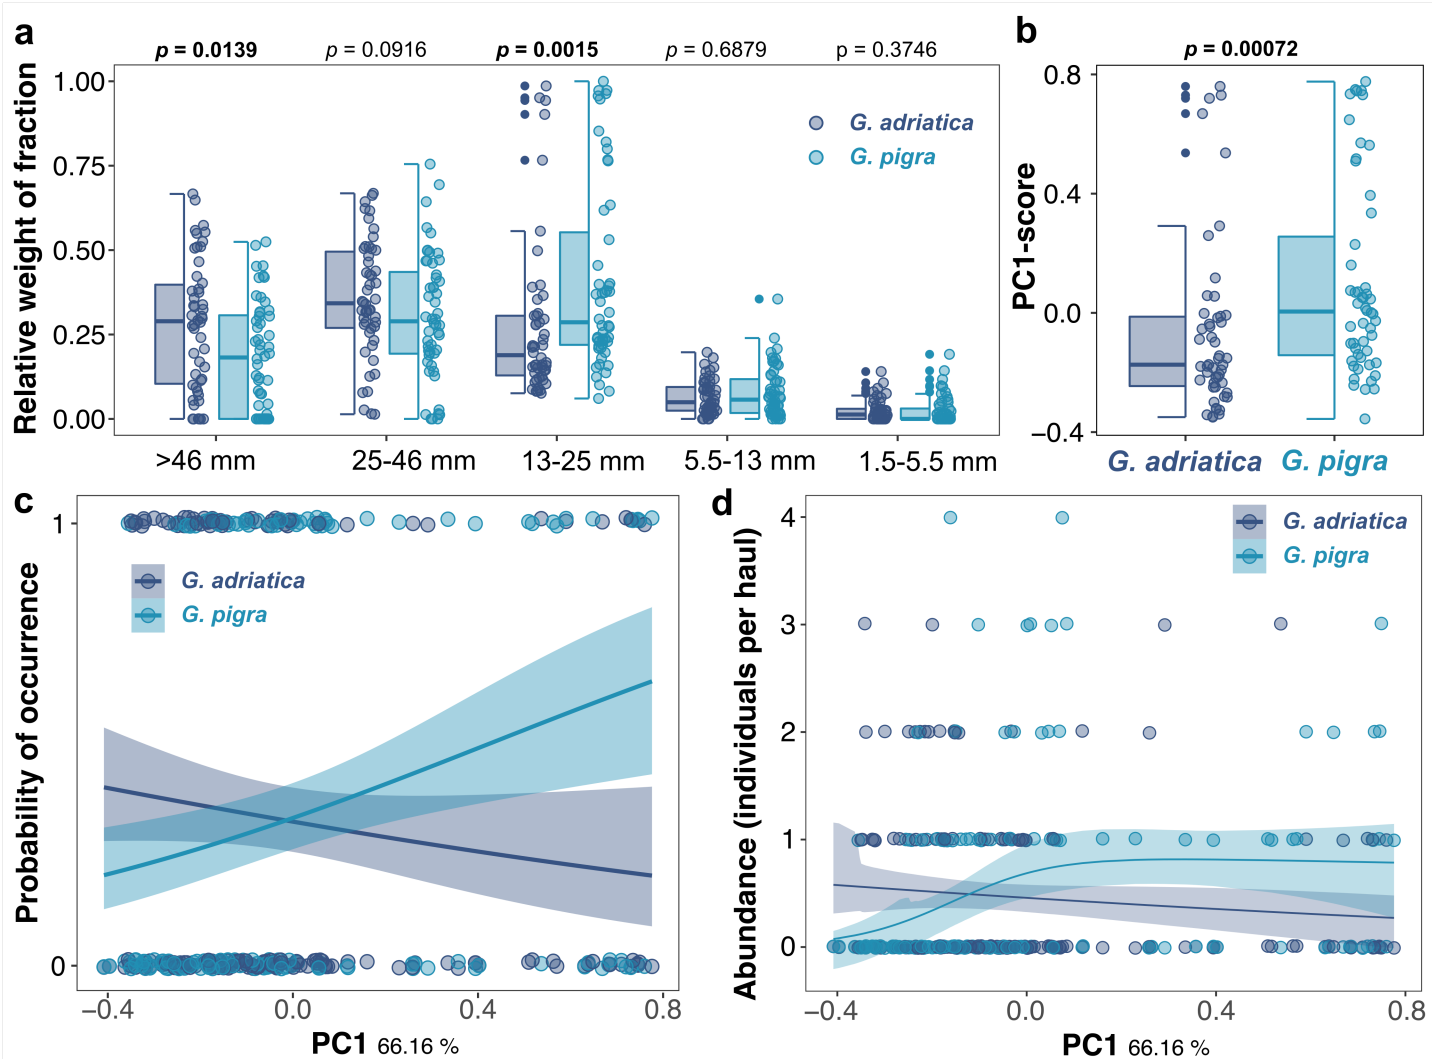 a
p = 0.0139 p = 0.0916 p = 0.0015 p = 0.6879 p = 0.3746
Relative weight of fraction
1.00
0.75
0.50
0.25
0.00
G. adriatica
G. pigra
>46 mm 25-46 mm 13-25 mm 5.5-13 mm 1.5-5.5 mm
b
p = 0.00072
PC1-score
0.8
0.4
0.0
−0.4
G. adriatica G. pigra
c
Probability of occurrence
1
0
G. adriatica
G. pigra
−0.4 0.0 0.4 0.8
PC1 66.16 %
d
Abundance (individuals per haul)
4
3
2
1
0
G. adriatica
G. pigra
−0.4 0.0 0.4 0.8
PC1 66.16 %